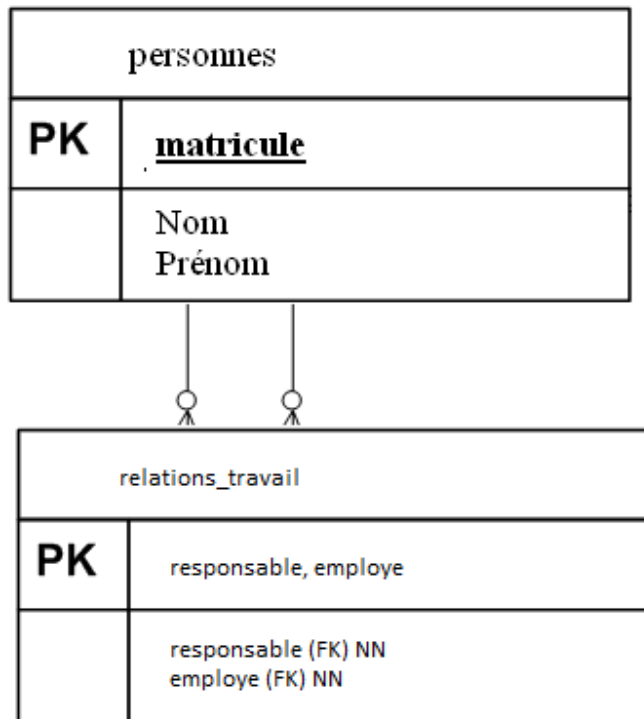 personnes
PK matricule
Nom
Prénom
relations_travail
PK responsable, employe
responsable (FK) NN
employe (FK) NN